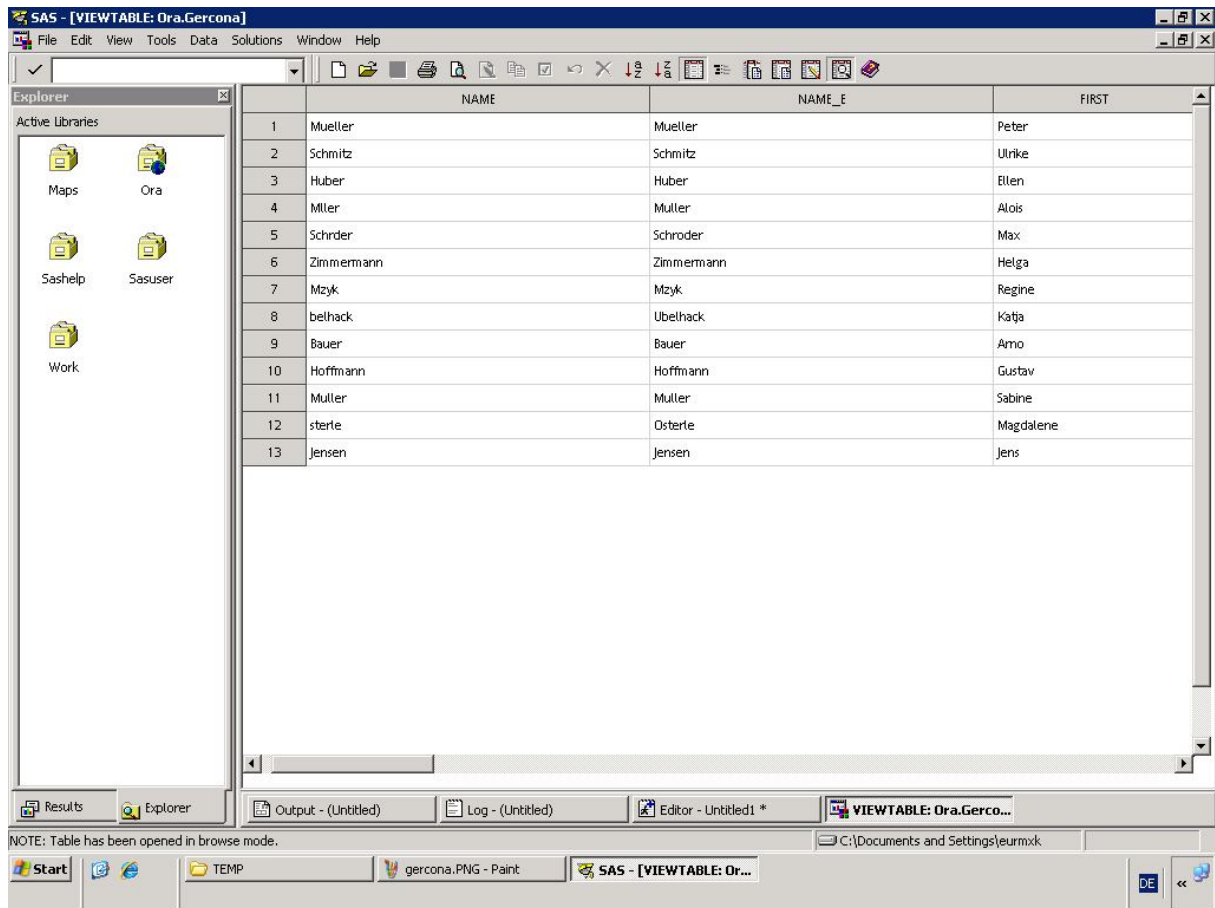 SAS - [VIEWTABLE: Ora.Gercona]
File Edit View Tools Data Solutions Window Help
Explorer
Active Libraries
Maps Ora
Sashelp Sasuser
Work
NAME NAME_E FIRST
1 Mueller Mueller Peter
2 Schmitz Schmitz Ulrike
3 Huber Huber Ellen
4 Mller Muller Alois
5 Schrder Schroder Max
6 Zimmermann Zimmermann Helga
7 Mzyk Mzyk Regine
8 belhack Ubelhack Katja
9 Bauer Bauer Arno
10 Hoffmann Hoffmann Gustav
11 Muller Muller Sabine
12 sterle Osterle Magdalene
13 Jensen Jensen Jens
Results Explorer
Output - (Untitled) Log - (Untitled) Editor - Untitled1 * VIEWTABLE: Ora.Gerco...
NOTE: Table has been opened in browse mode. C:\Documents and Settings\eurmxk
Start TEMP gercona.PNG - Paint SAS - [VIEWTABLE: Or... DE «